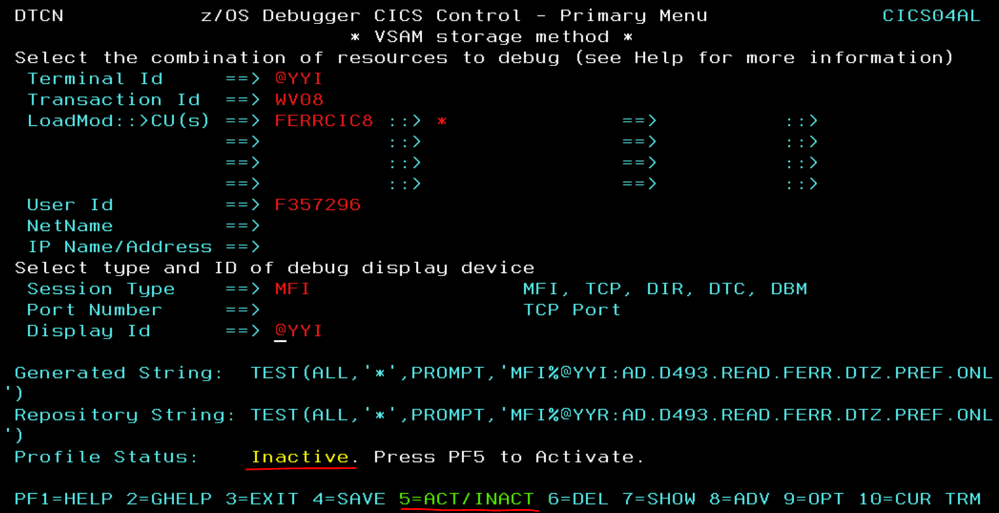 DTCN z/OS Debugger CICS Control - Primary Menu CICS04AL
* VSAM storage method *
Select the combination of resources to debug (see Help for more information)
Terminal Id ==> @YYI
Transaction Id ==> WV08
LoadMod::>CU(s) ==> FERRCIC8 ::> * ==> ::>
==> ::> ==> ::>
==> ::> ==> ::>
==> ::> ==> ::>
User Id ==> F357296
NetName ==>
IP Name/Address ==>
Select type and ID of debug display device
Session Type ==> MFI MFI, TCP, DIR, DTC, DBM
Port Number ==> TCP Port
Display Id ==> @YYI
Generated String: TEST(ALL,'*',PROMPT,'MFI%@YYI:AD.D493.READ.FERR.DTZ.PREF.ONL
')
Repository String: TEST(ALL,'*',PROMPT,'MFI%@YYR:AD.D493.READ.FERR.DTZ.PREF.ONL
')
Profile Status: Inactive. Press PF5 to Activate.
PF1=HELP 2=GHELP 3=EXIT 4=SAVE 5=ACT/INACT 6=DEL 7=SHOW 8=ADV 9=OPT 10=CUR TRM